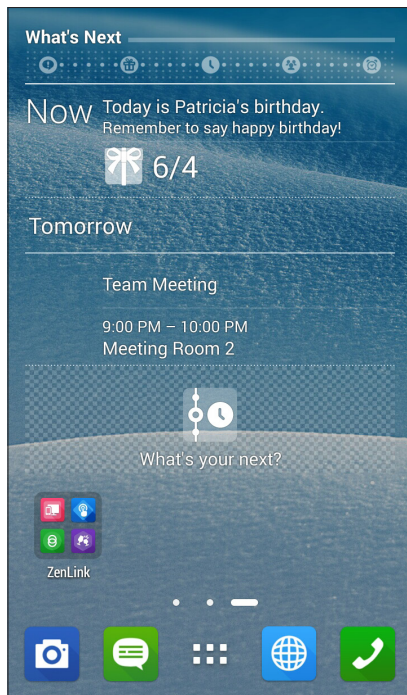 What's Next
Now
Today is Patricia's birthday.
Remember to say happy birthday!
6/4
Tomorrow
Team Meeting
9:00 PM – 10:00 PM
Meeting Room 2
What's your next?
ZenLink